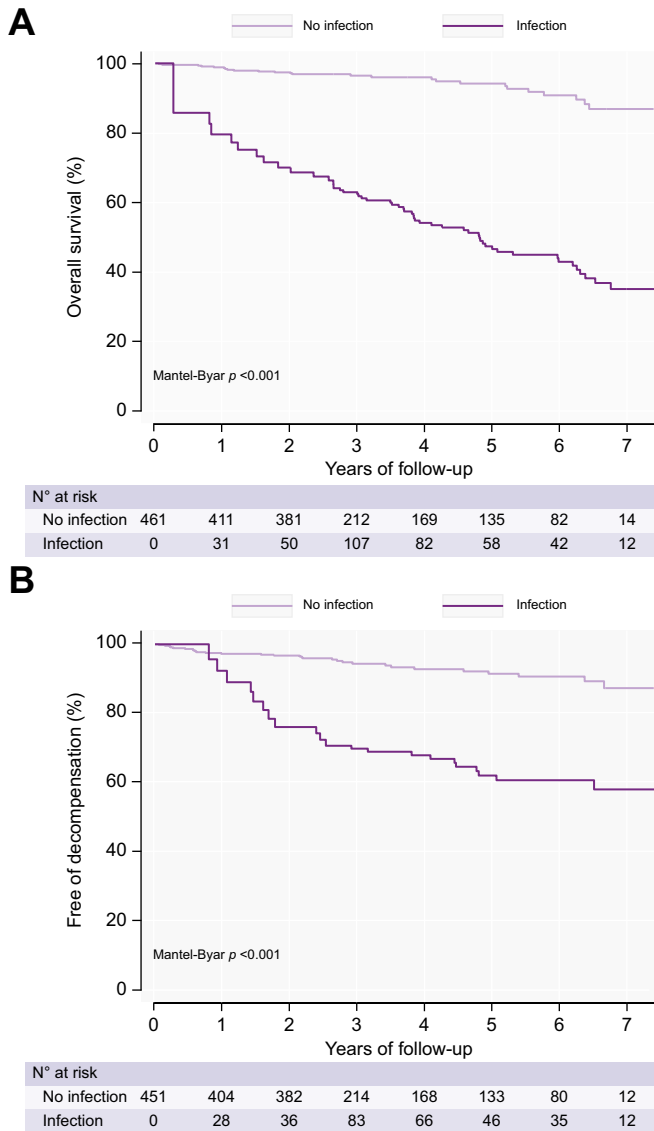 A
No infection Infection
100
80
60
40
20
0
Overall survival (%)
Mantel-Byar p <0.001
0 1 2 3 4 5 6 7
Years of follow-up
N° at risk
No infection 461 411 381 212 169 135 82 14
Infection 0 31 50 107 82 58 42 12
B
No infection Infection
100
80
60
40
20
0
Free of decompensation (%)
Mantel-Byar p <0.001
0 1 2 3 4 5 6 7
Years of follow-up
N° at risk
No infection 451 404 382 214 168 133 80 12
Infection 0 28 36 83 66 46 35 12